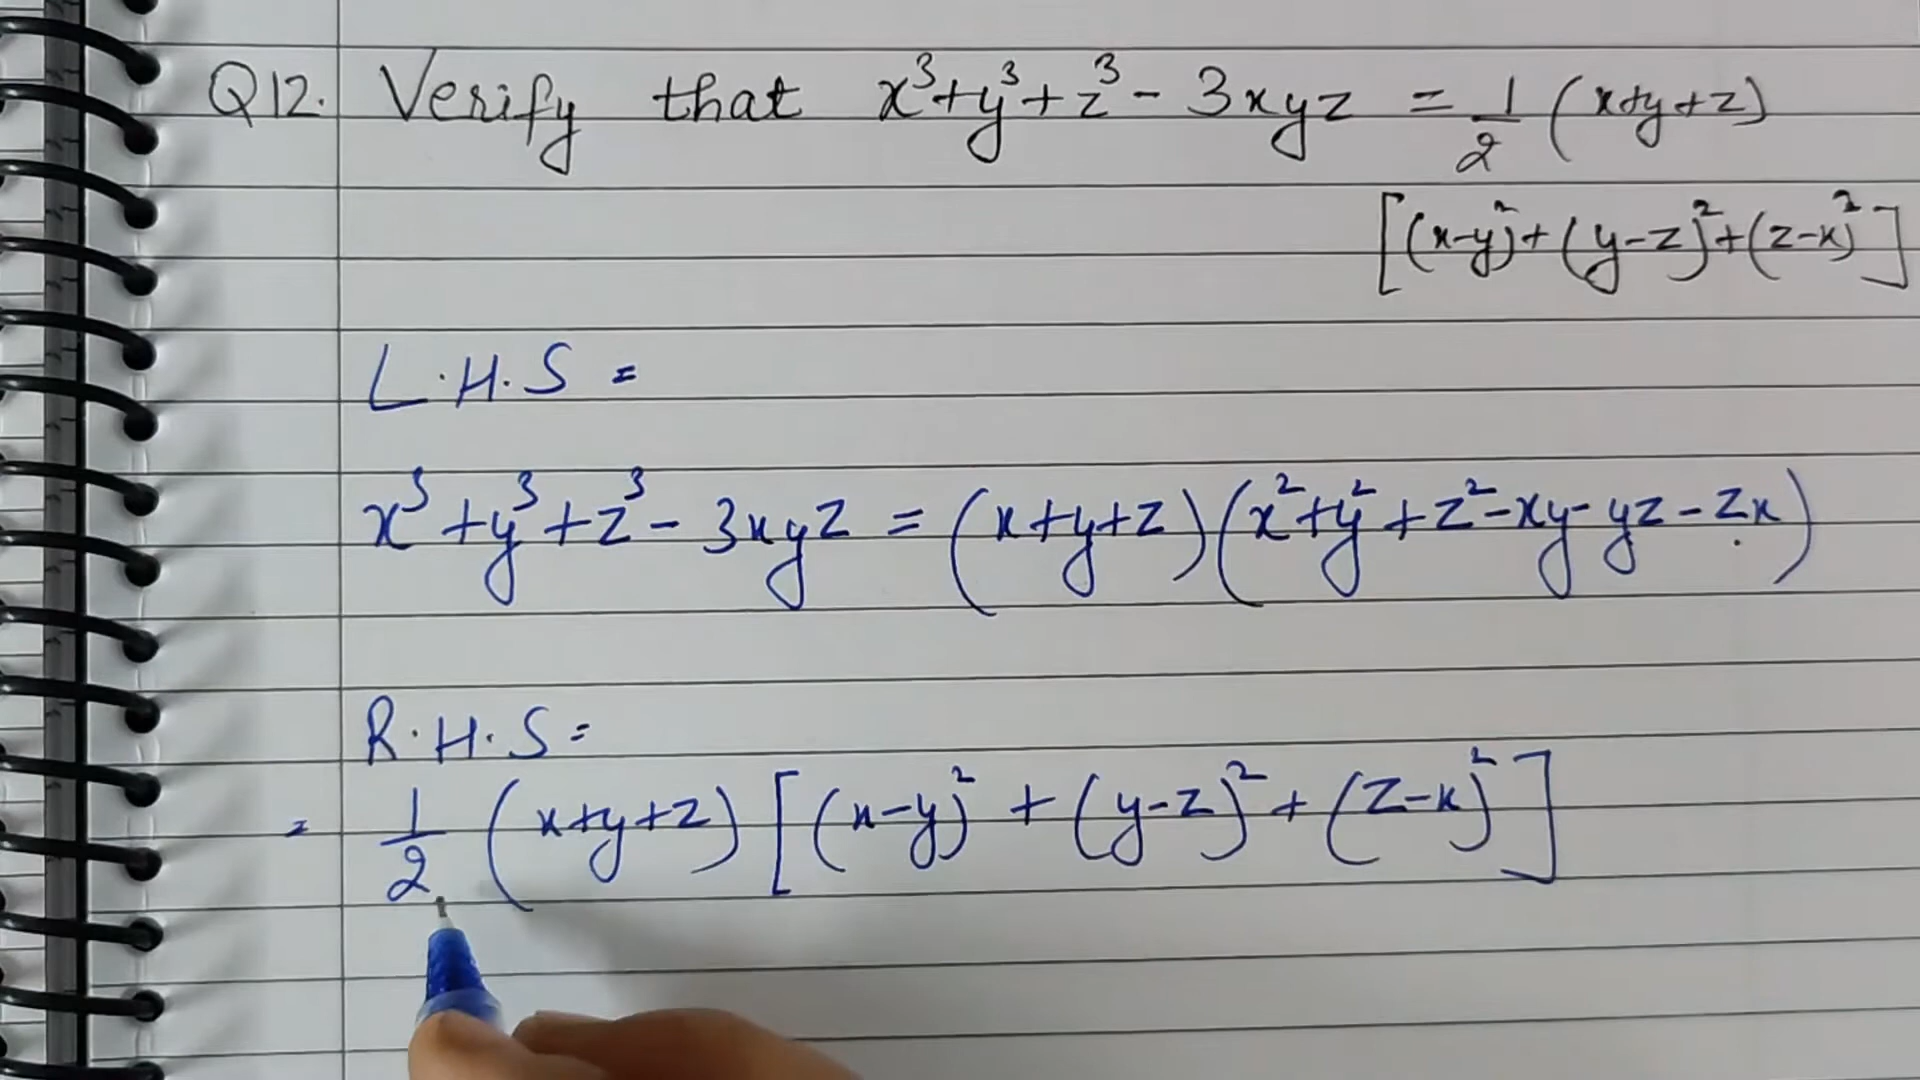 Q12. Verify that x³+y³+z³-3xyz = 1/2 (x+y+z)
[(x-y)²+(y-z)²+(z-x)²]
L.H.S =
x³+y³+z³-3xyz = (x+y+z)(x²+y²+z²-xy-yz-zx)
R.H.S=
= 1/2 (x+y+z) [(x-y)² + (y-z)² + (z-x)²]